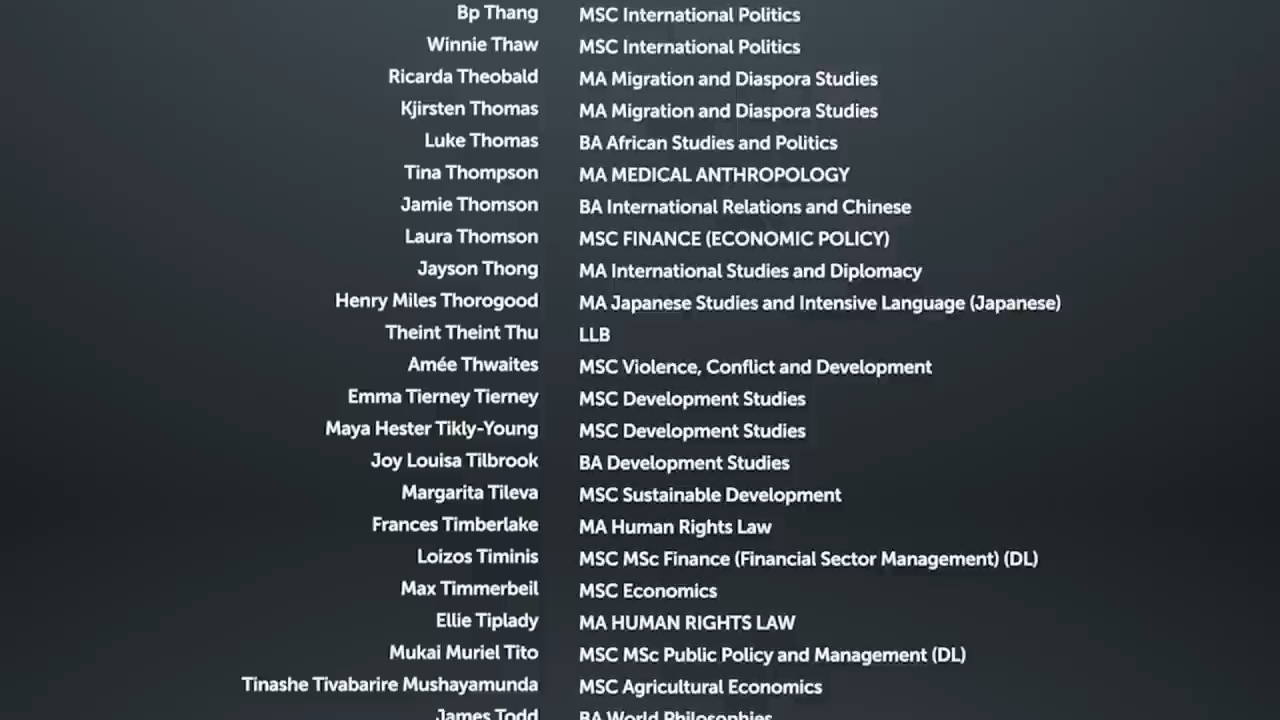 Bp Thang MSC International Politics
Winnie Thaw MSC International Politics
Ricarda Theobald MA Migration and Diaspora Studies
Kjirsten Thomas MA Migration and Diaspora Studies
Luke Thomas BA African Studies and Politics
Tina Thompson MA MEDICAL ANTHROPOLOGY
Jamie Thomson BA International Relations and Chinese
Laura Thomson MSC FINANCE (ECONOMIC POLICY)
Jayson Thong MA International Studies and Diplomacy
Henry Miles Thorogood MA Japanese Studies and Intensive Language (Japanese)
Theint Theint Thu LLB
Amée Thwaites MSC Violence, Conflict and Development
Emma Tierney Tierney MSC Development Studies
Maya Hester Tikly-Young MSC Development Studies
Joy Louisa Tilbrook BA Development Studies
Margarita Tileva MSC Sustainable Development
Frances Timberlake MA Human Rights Law
Loizos Timinis MSC MSc Finance (Financial Sector Management) (DL)
Max Timmerbeil MSC Economics
Ellie Tiplady MA HUMAN RIGHTS LAW
Mukai Muriel Tito MSC MSc Public Policy and Management (DL)
Tinashe Tivabarire Mushayamunda MSC Agricultural Economics
James Todd BA World Philosophies